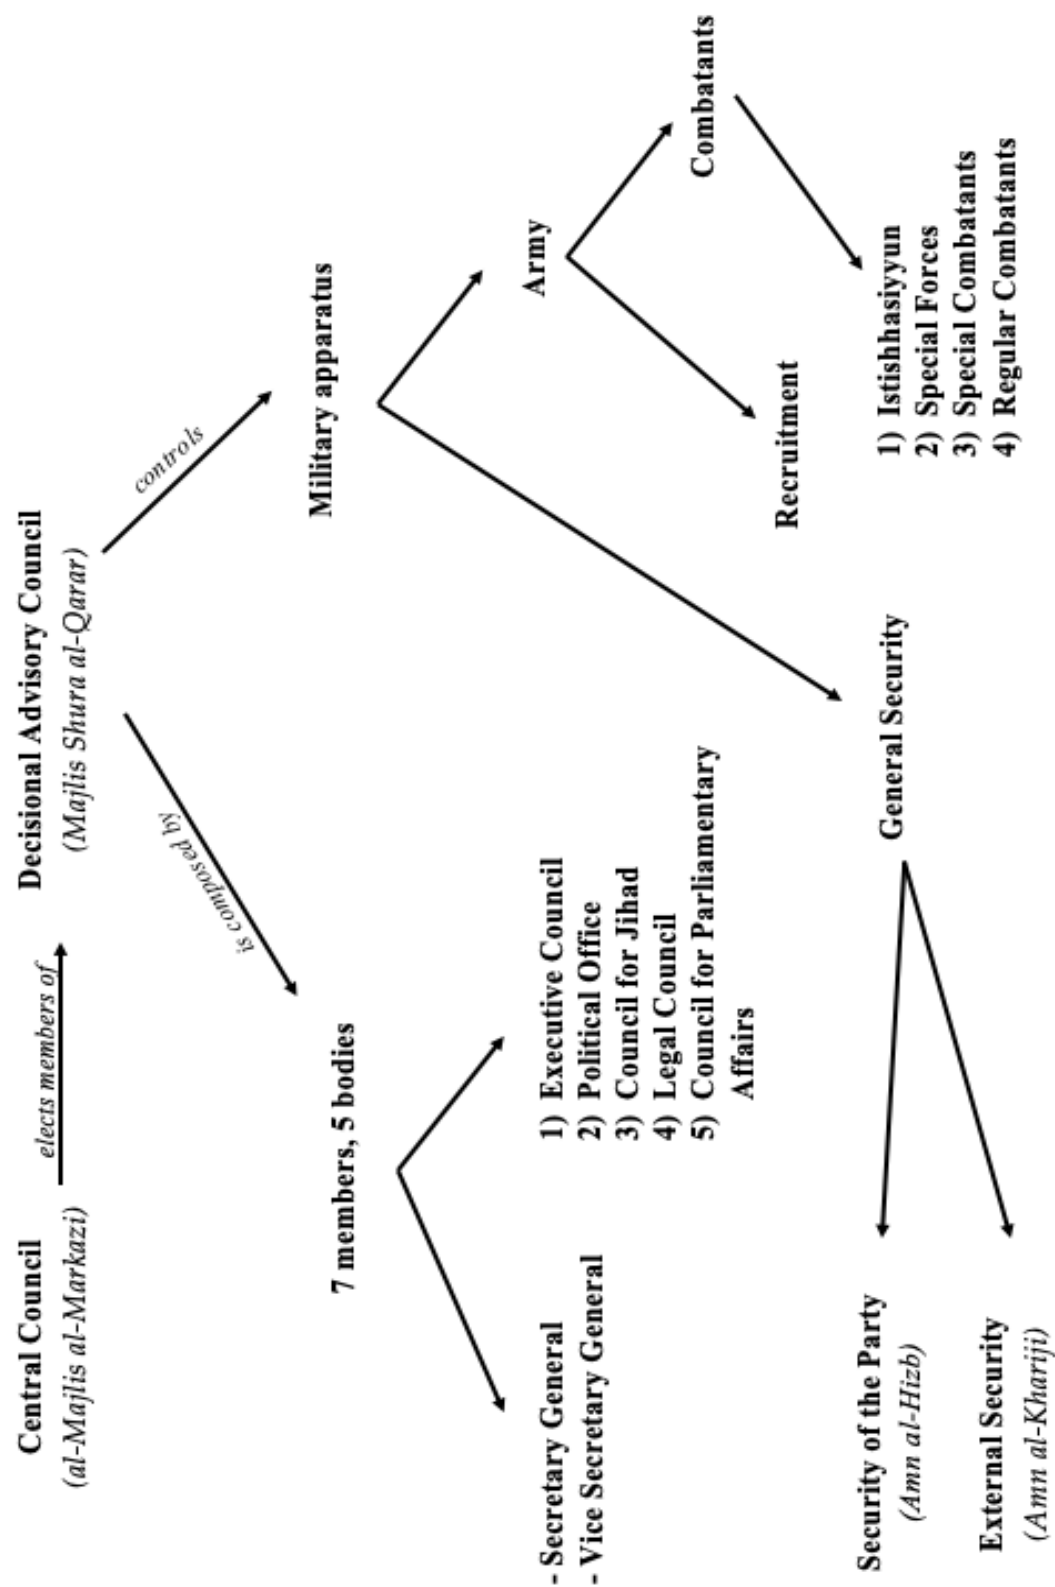 Central Council
(al-Majlis al-Markazi)
elects members of
Decisional Advisory Council
(Majlis Shura al-Qarar)
is composed by
controls
7 members, 5 bodies
Military apparatus
- Secretary General
- Vice Secretary General
1) Executive Council
2) Political Office
3) Council for Jihad
4) Legal Council
5) Council for Parliamentary
Affairs
Army
Recruitment
Combatants
General Security
1) Istishhasiyyun
2) Special Forces
3) Special Combatants
4) Regular Combatants
Security of the Party
(Amn al-Hizb)
External Security
(Amn al-Khariji)